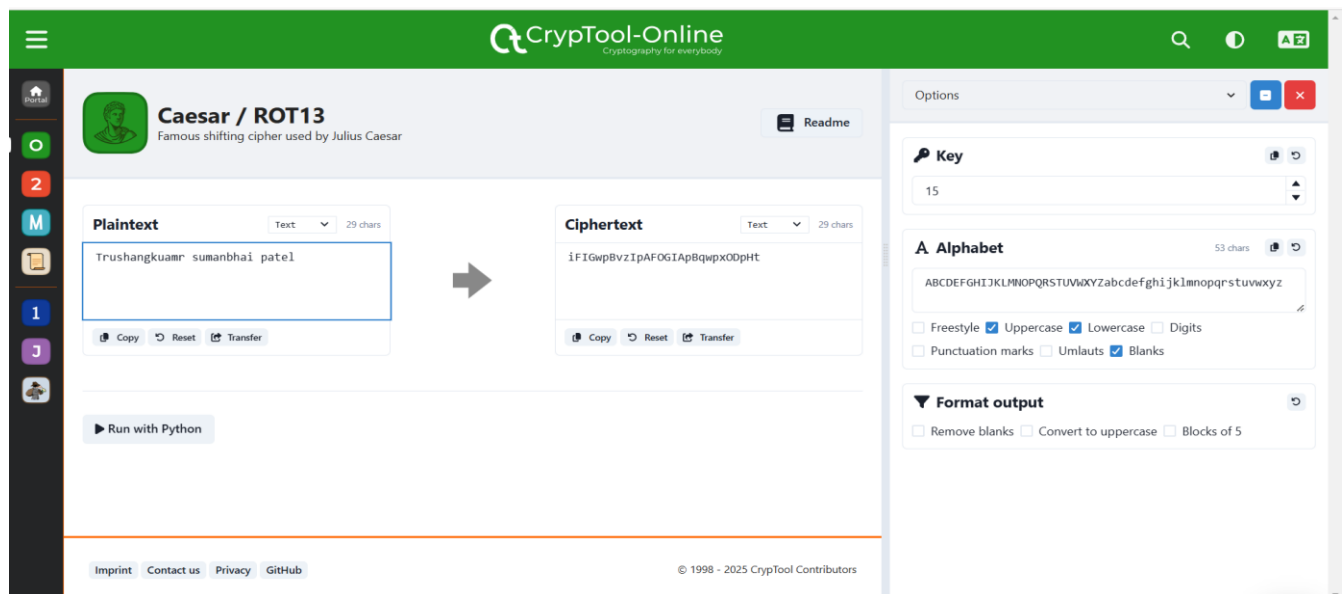 CrypTool-Online
Cryptography for everybody
Portal
O
2
M
1
J
Caesar / ROT13
Famous shifting cipher used by Julius Caesar
Readme
Plaintext
Text
29 chars
Trushangkuamr sumanbhai patel
Copy
Reset
Transfer
Ciphertext
Text
29 chars
iFIGwpBvzIpAFOGIApBqwpxODpHt
Copy
Reset
Transfer
Run with Python
Options
Key
15
Alphabet
53 chars
ABCDEFGHIJKLMNOPQRSTUVWXYZabcdefghijklmnopqrstuvwxyz
Freestyle Uppercase Lowercase Digits
Punctuation marks Umlauts Blanks
Format output
Remove blanks Convert to uppercase Blocks of 5
Imprint Contact us Privacy GitHub
© 1998 - 2025 CrypTool Contributors